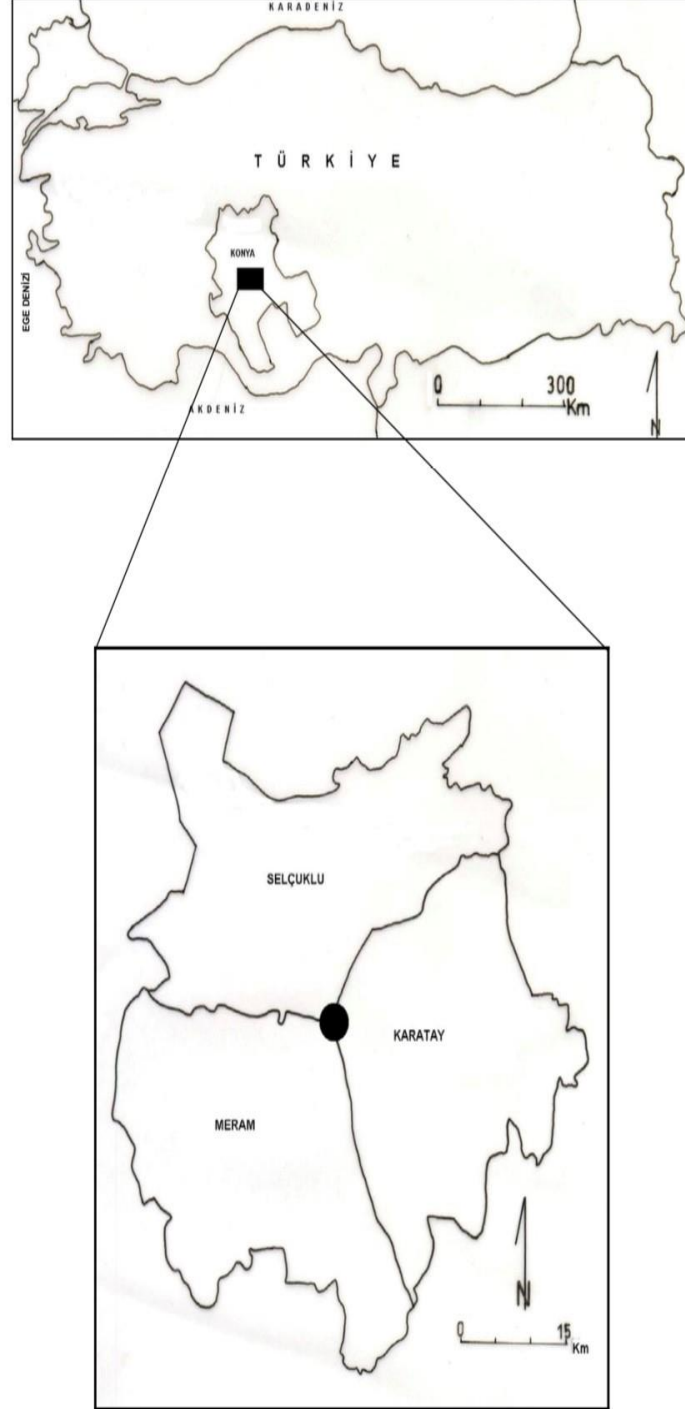 KARADENİZ
TÜRKİYE
KONYA
EGE DENİZİ
AKDENİZ
0 300
Km
N
SELÇUKLU
KARATAY
MERAM
N
0 15
Km